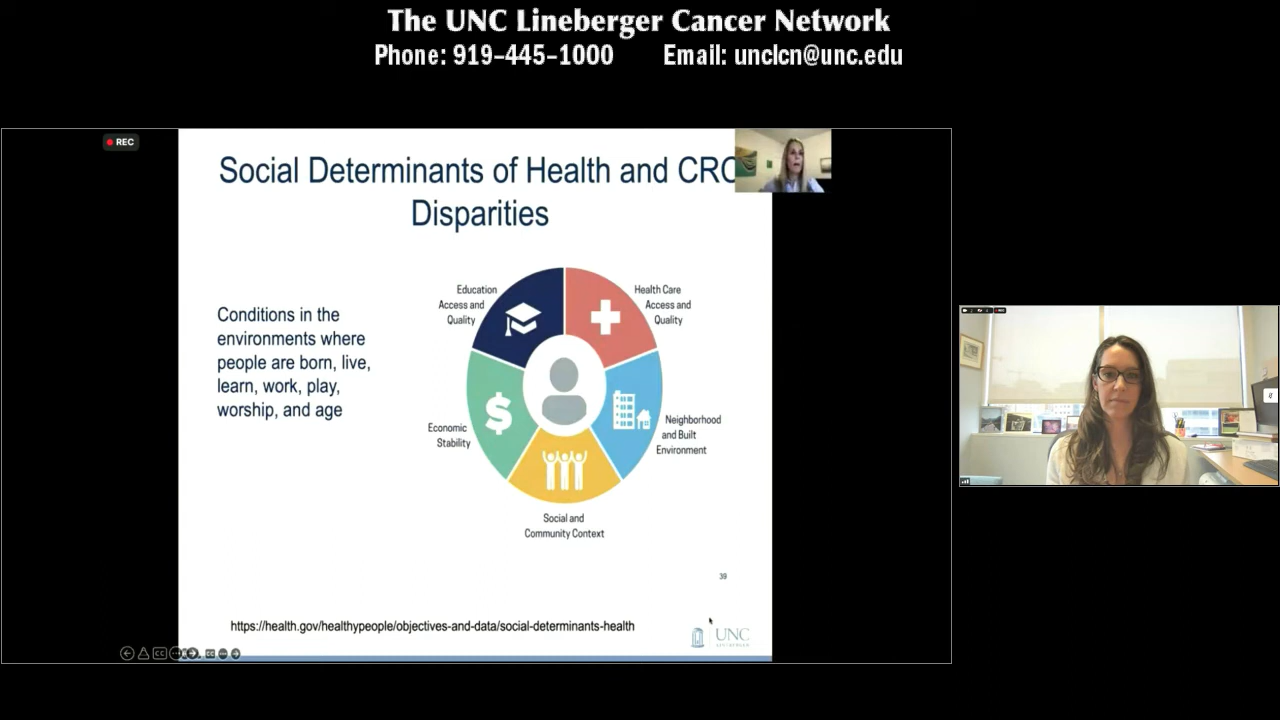 The UNC Lineberger Cancer Network
Phone: 919-445-1000 Email: unclcn@unc.edu
REC
Social Determinants of Health and CRC
Disparities
Conditions in the
environments where
people are born, live,
learn, work, play,
worship, and age
Education
Access and
Quality
Health Care
Access and
Quality
Economic
Stability
$
Neighborhood
and Built
Environment
Social and
Community Context
39
https://health.gov/healthypeople/objectives-and-data/social-determinants-health
UNC
LINEBERGER
CC
CC